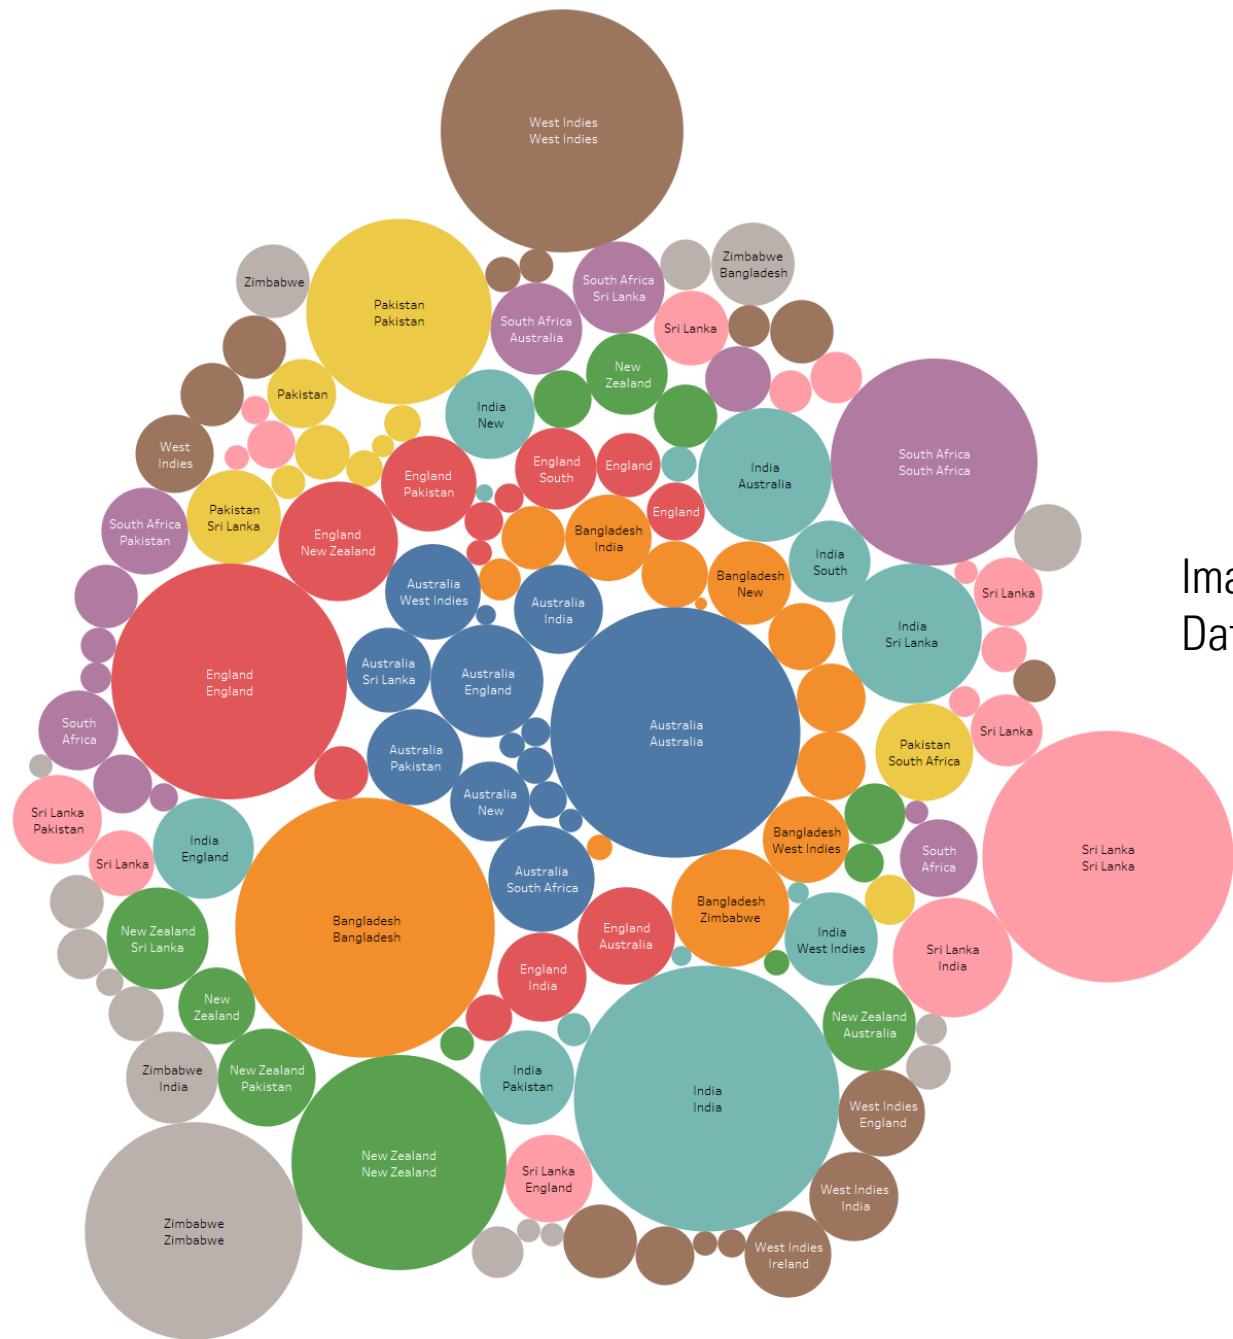 West Indies
West Indies
Zimbabwe
Bangladesh
Zimbabwe
South Africa
Sri Lanka
Pakistan
Pakistan
South Africa
Australia
Sri Lanka
New
Zealand
Pakistan
India
New
West
Indies
England
South
England
India
Australia
South Africa
South Africa
England
Pakistan
Pakistan
Sri Lanka
England
South Africa
Pakistan
England
New Zealand
Bangladesh
India
India
South
Bangladesh
New
Australia
West Indies
Australia
India
Sri Lanka
Ima
Dat
India
Sri Lanka
Australia
Sri Lanka
England
England
Australia
England
South
Africa
Australia
Australia
Sri Lanka
Pakistan
South Africa
Australia
Pakistan
Australia
New
Sri Lanka
Pakistan
Bangladesh
West Indies
India
England
South
Africa
Sri Lanka
Sri Lanka
Sri Lanka
Australia
South Africa
Bangladesh
Zimbabwe
Bangladesh
Bangladesh
England
Australia
India
West Indies
New Zealand
Sri Lanka
Sri Lanka
India
England
India
New
Zealand
New Zealand
Australia
Zimbabwe
India
New Zealand
Pakistan
India
Pakistan
India
India
West Indies
England
New Zealand
New Zealand
Sri Lanka
England
West Indies
India
Zimbabwe
Zimbabwe
West Indies
Ireland